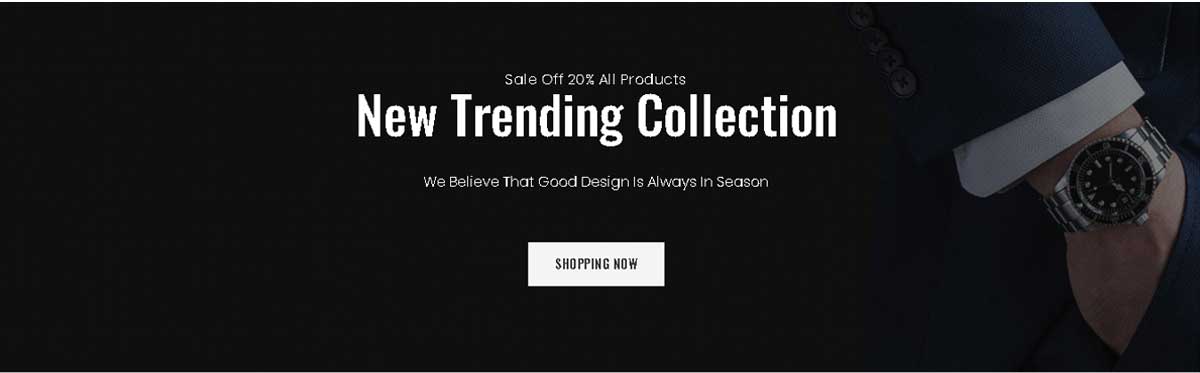 Sale Off 20% All Products
New Trending Collection
We Believe That Good Design Is Always In Season
SHOPPING NOW